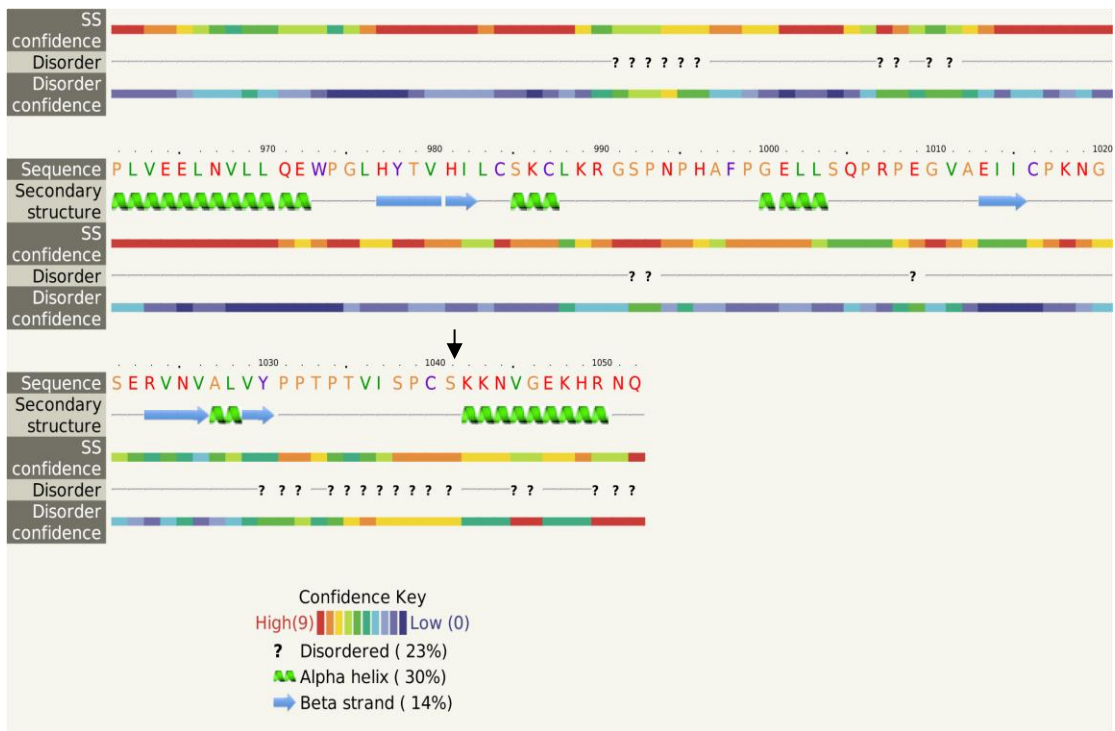 SS
confidence
Disorder ? ? ? ? ? ? ? ? ? ?
Disorder
confidence
970 980 990 1000 1010 1020
Sequence P L V E E L N V L L Q E W P G L H Y T V H I L C S K C L K R G S P N P H A F P G E L L S Q P R P E G V A E I I C P K N G
Secondary
structure
SS
confidence
Disorder ? ? ?
Disorder
confidence
1030 1040 1050
Sequence S E R V N V A L V Y P P T P T V I S P C S K K N V G E K H R N Q
Secondary
structure
SS
confidence
Disorder ? ? ? ? ? ? ? ? ? ? ? ? ? ? ? ?
Disorder
confidence
Confidence Key
High(9) Low (0)
? Disordered ( 23%)
Alpha helix ( 30%)
Beta strand ( 14%)